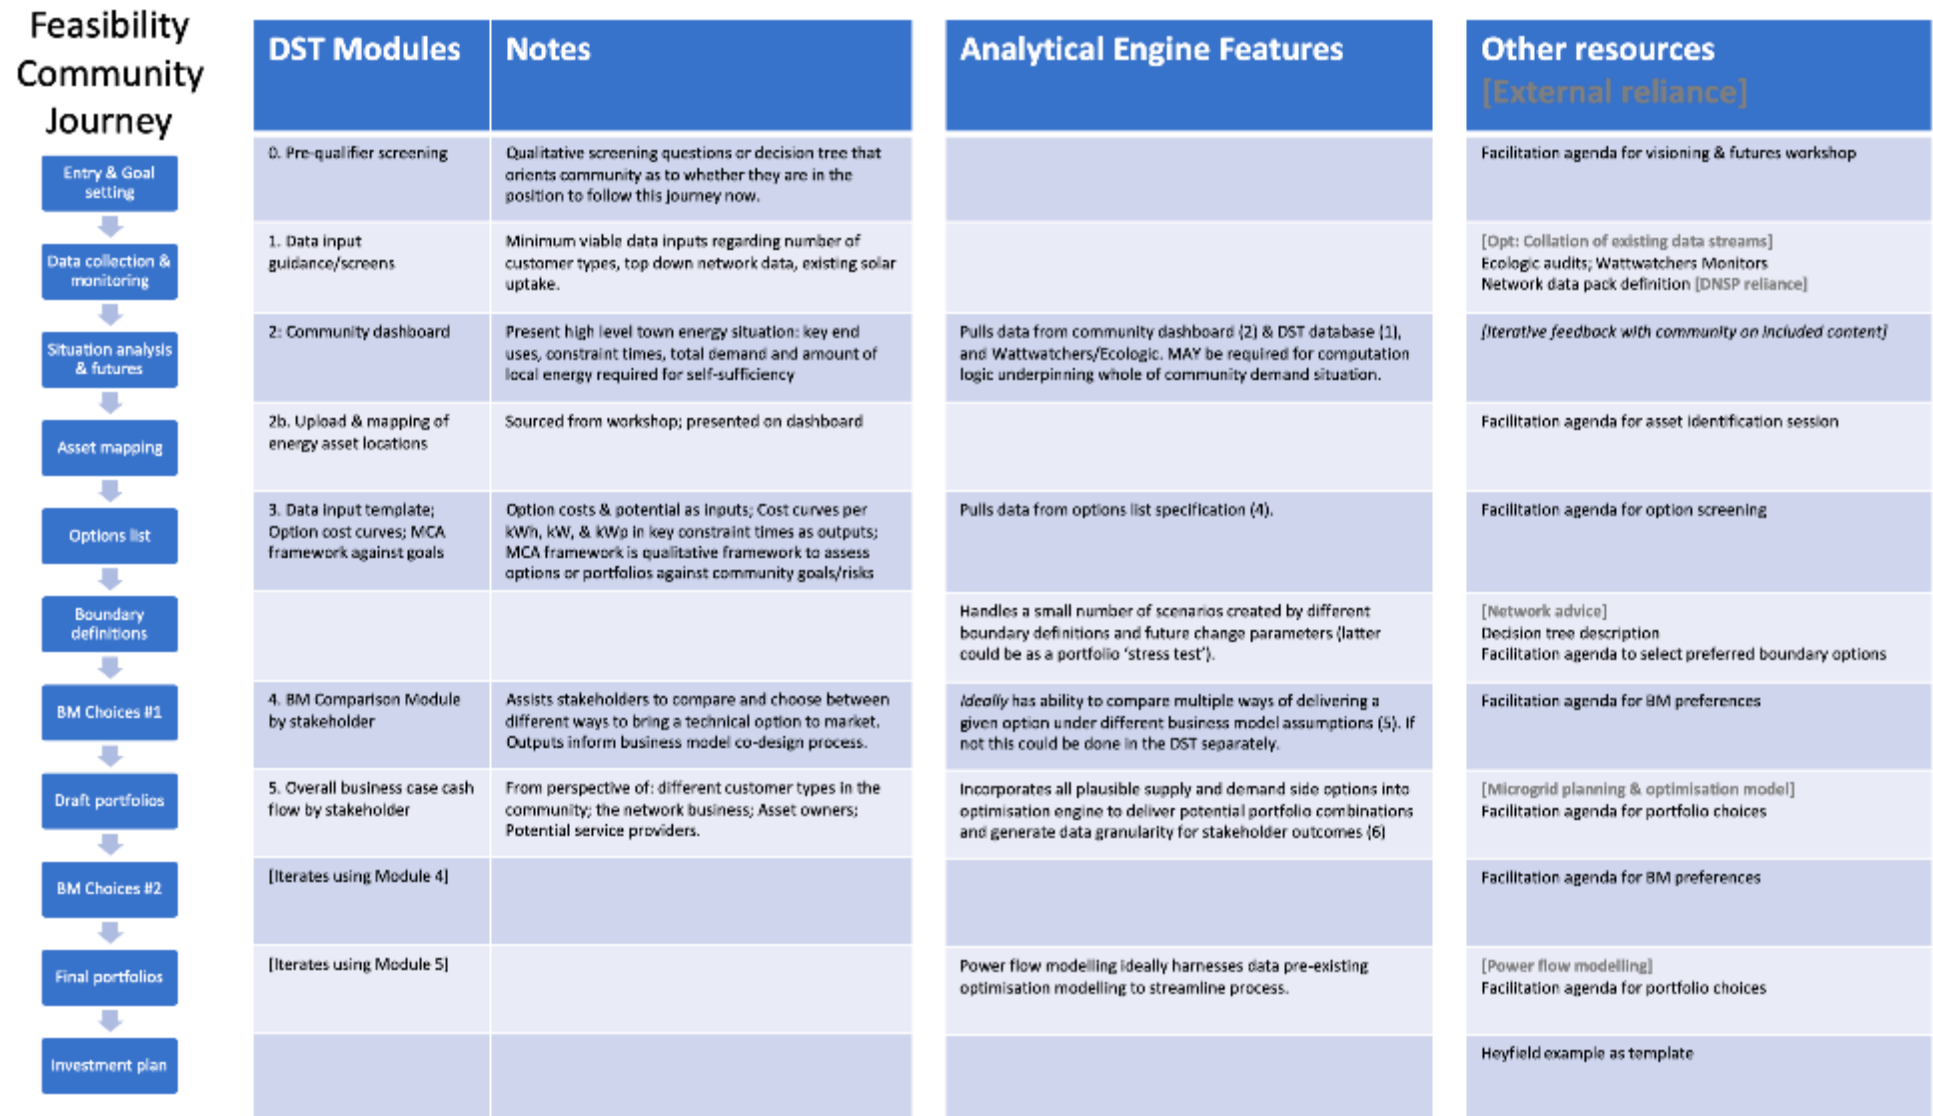 Feasibility
Community
Journey
DST Modules
Notes
Analytical Engine Features
Other resources
[External reliance]
Entry & Goal
setting
0. Pre-qualifier screening
Qualitative screening questions or decision tree that
orients community as to whether they are in the
position to follow this journey now.
Facilitation agenda for visioning & futures workshop
Data collection &
monitoring
1. Data input
guidance/screens
Minimum viable data inputs regarding number of
customer types, top down network data, existing solar
uptake.
[Opt: Collation of existing data streams]
Ecologic audits; Wattwatchers Monitors
Network data pack definition [DNSP reliance]
Situation analysis
& futures
2: Community dashboard
Present high level town energy situation: key end
uses, constraint times, total demand and amount of
local energy required for self-sufficiency
Pulls data from community dashboard (2) & DST database (1),
and Wattwatchers/Ecologic. MAY be required for computation
logic underpinning whole of community demand situation.
[Iterative feedback with community on included content]
Asset mapping
2b. Upload & mapping of
energy asset locations
Sourced from workshop; presented on dashboard
Facilitation agenda for asset identification session
Options list
3. Data input template;
Option cost curves; MCA
framework against goals
Option costs & potential as inputs; Cost curves per
kWh, kW, & kWp in key constraint times as outputs;
MCA framework is qualitative framework to assess
options or portfolios against community goals/risks
Pulls data from options list specification (4).
Facilitation agenda for option screening
Boundary
definitions
Handles a small number of scenarios created by different
boundary definitions and future change parameters (latter
could be as a portfolio 'stress test').
[Network advice]
Decision tree description
Facilitation agenda to select preferred boundary options
BM Choices #1
4. BM Comparison Module
by stakeholder
Assists stakeholders to compare and choose between
different ways to bring a technical option to market.
Outputs inform business model co-design process.
Ideally has ability to compare multiple ways of delivering a
given option under different business model assumptions (5). If
not this could be done in the DST separately.
Facilitation agenda for BM preferences
Draft portfolios
5. Overall business case cash
flow by stakeholder
From perspective of: different customer types in the
community; the network business; Asset owners;
Potential service providers.
Incorporates all plausible supply and demand side options into
optimisation engine to deliver potential portfolio combinations
and generate data granularity for stakeholder outcomes (6)
[Microgrid planning & optimisation model]
Facilitation agenda for portfolio choices
BM Choices #2
[Iterates using Module 4]
Facilitation agenda for BM preferences
Final portfolios
[Iterates using Module 5]
Power flow modelling ideally harnesses data pre-existing
optimisation modelling to streamline process.
[Power flow modelling]
Facilitation agenda for portfolio choices
Investment plan
Heyfield example as template